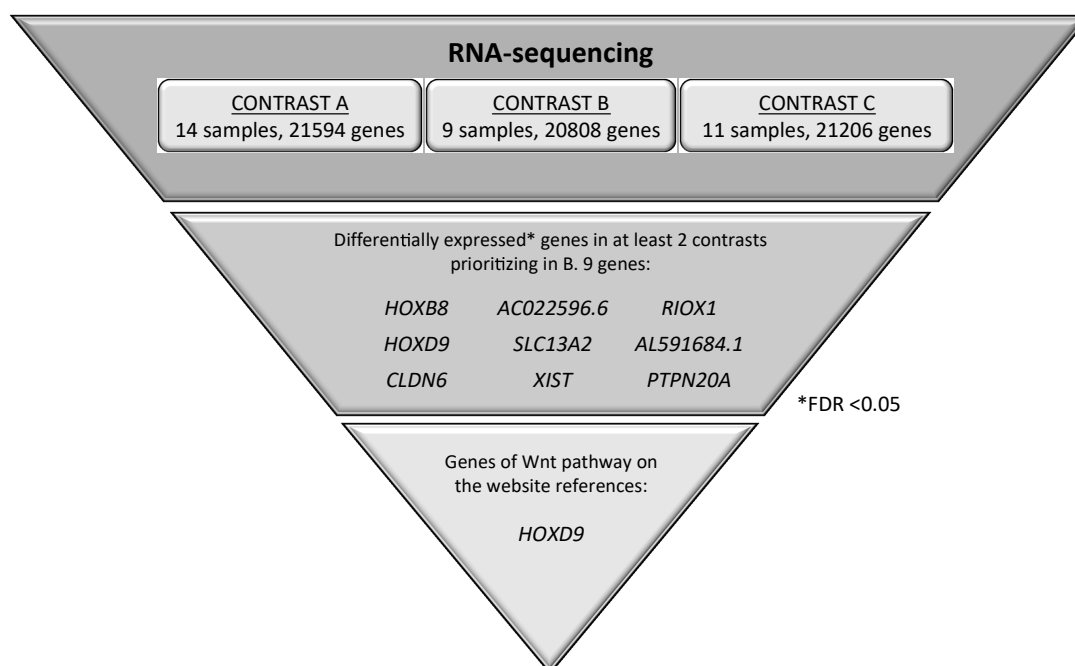 RNA-sequencing
CONTRAST A
14 samples, 21594 genes
CONTRAST B
9 samples, 20808 genes
CONTRAST C
11 samples, 21206 genes
Differentially expressed* genes in at least 2 contrasts
prioritizing in B. 9 genes:
HOXB8 AC022596.6 RIOX1
HOXD9 SLC13A2 AL591684.1
CLDN6 XIST PTPN20A
*FDR <0.05
Genes of Wnt pathway on
the website references:
HOXD9